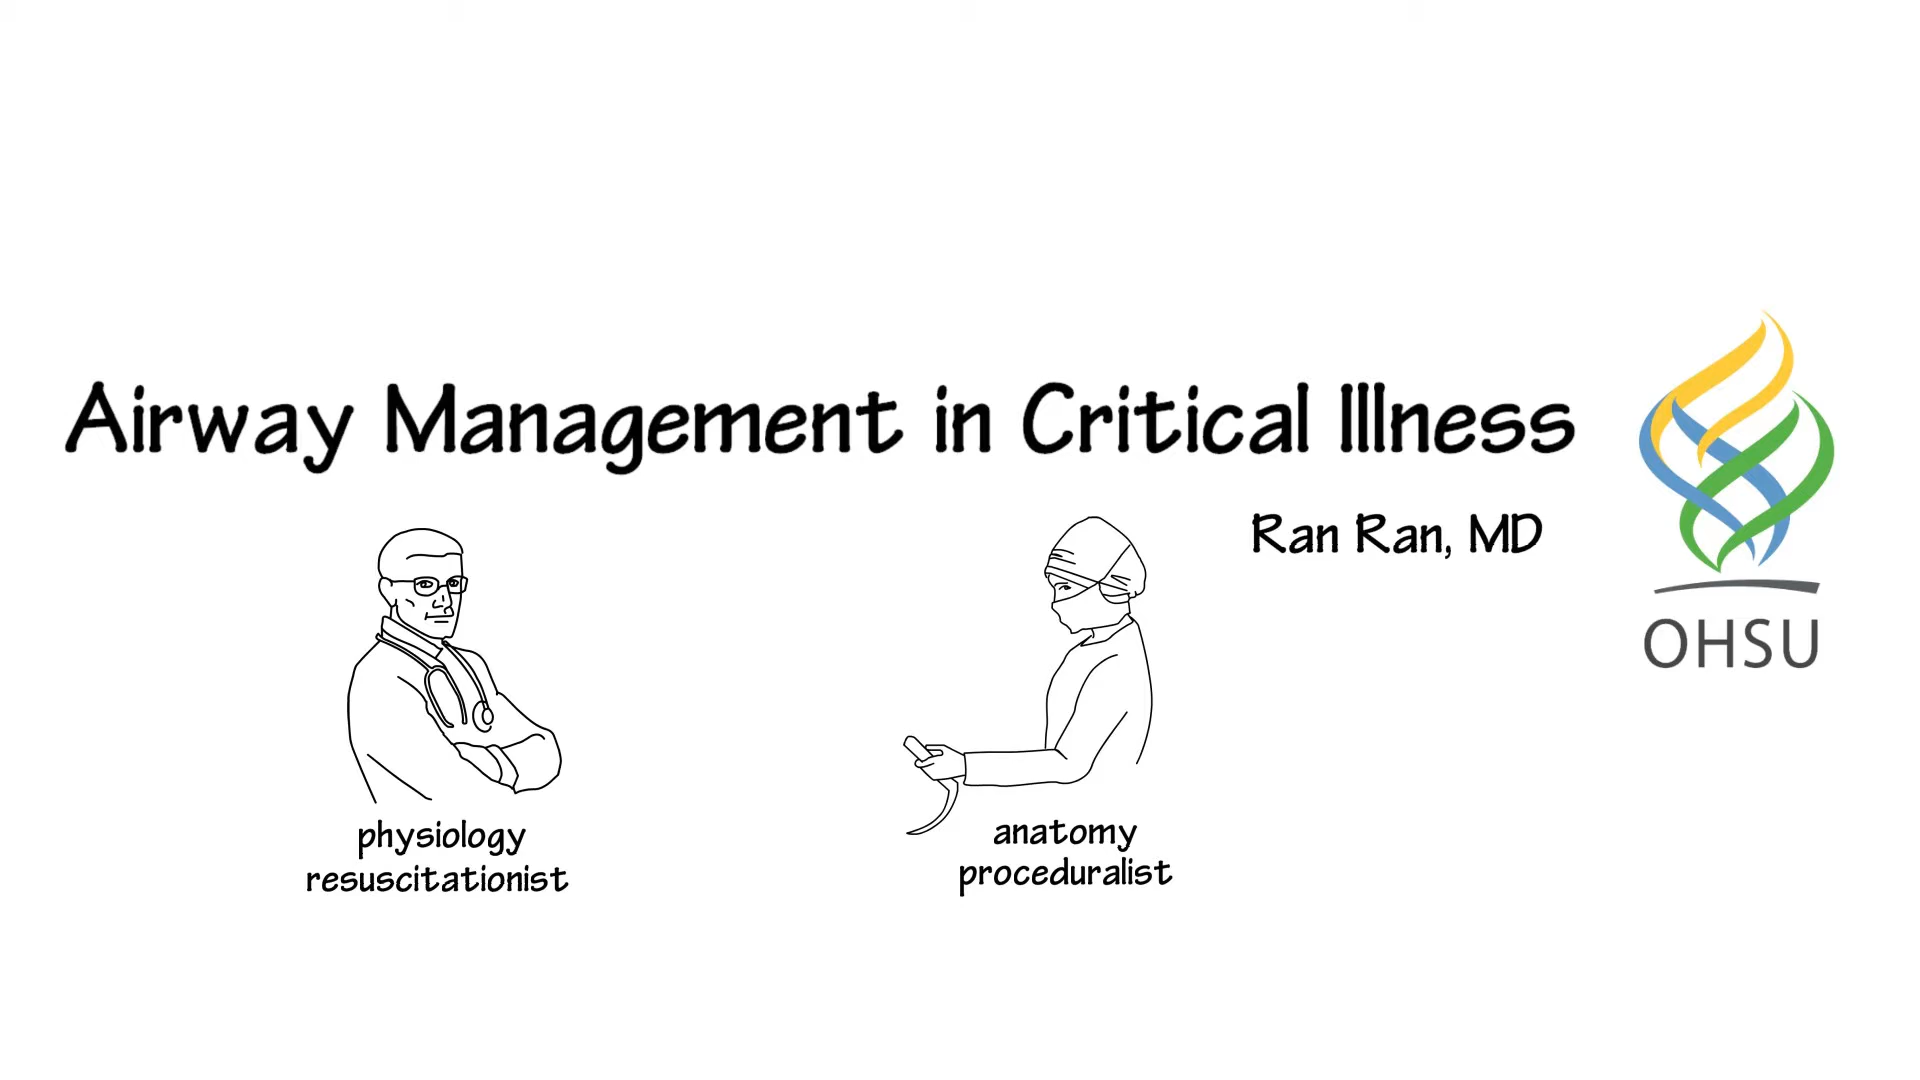 Airway Management in Critical Illness
Ran Ran, MD
OHSU
physiology
resuscitationist
anatomy
proceduralist